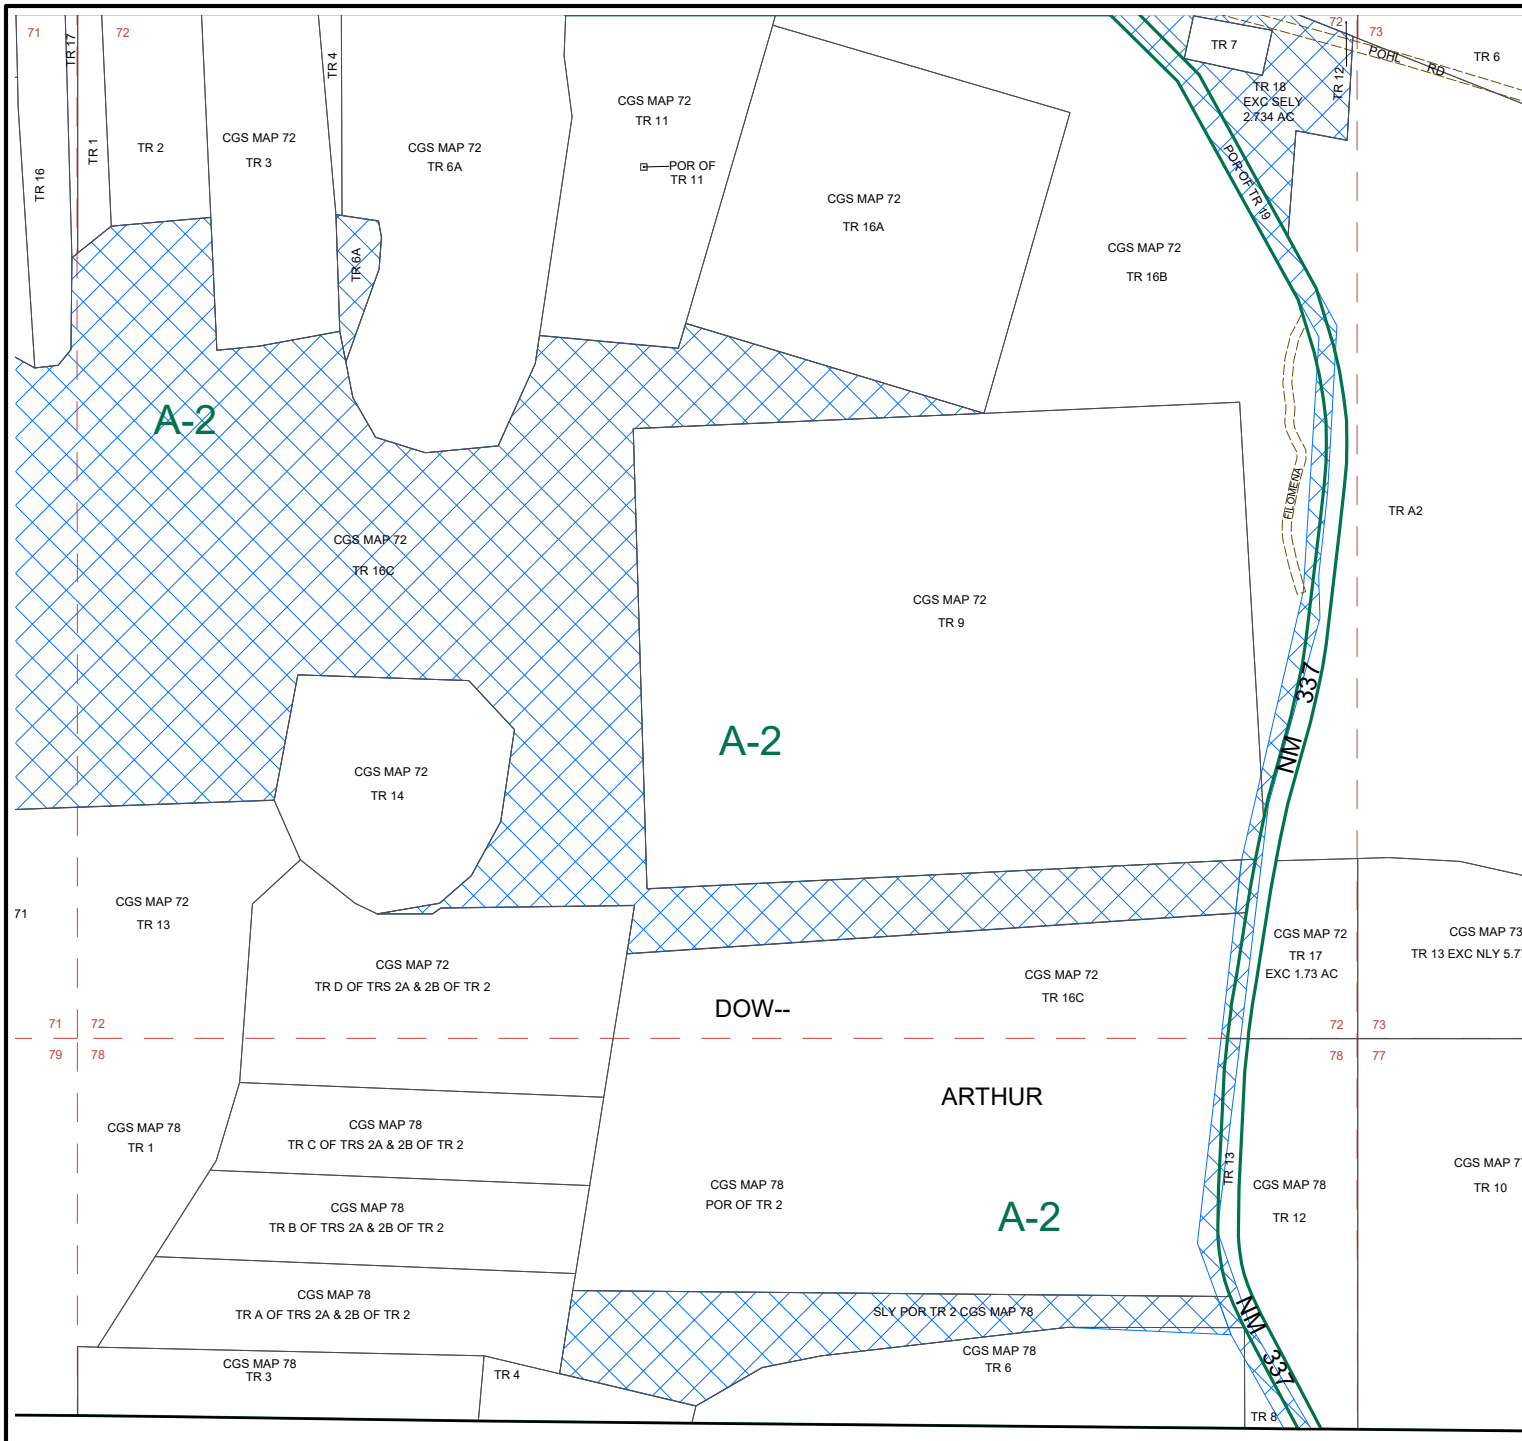 71
TR 17
72
TR 4
72
73
POHL RD
TR 6
TR 7
TR 12
TR 18
EXC SELY
2.734 AC
CGS MAP 72
TR 11
POR OF
TR 11
TR 16
TR 1
TR 2
CGS MAP 72
TR 3
CGS MAP 72
TR 6A
CGS MAP 72
TR 16A
POR OF TR 19
CGS MAP 72
TR 16B
TR 6A
A-2
FILOMENA
TR A2
CGS MAP 72
TR 16C
CGS MAP 72
TR 9
NM 337
A-2
CGS MAP 72
TR 14
CGS MAP 72
TR 13
71
CGS MAP 72
TR D OF TRS 2A & 2B OF TR 2
CGS MAP 72
TR 16C
CGS MAP 72
TR 17
EXC 1.73 AC
CGS MAP 73
TR 13 EXC NLY 5.7
DOW--
71
72
79
78
72
73
78
77
ARTHUR
CGS MAP 78
TR 1
CGS MAP 78
TR C OF TRS 2A & 2B OF TR 2
CGS MAP 78
TR B OF TRS 2A & 2B OF TR 2
CGS MAP 78
POR OF TR 2
TR 13
CGS MAP 78
TR 12
CGS MAP 77
TR 10
A-2
CGS MAP 78
TR A OF TRS 2A & 2B OF TR 2
SLY POR TR 2 CGS MAP 78
NM 337
CGS MAP 78
TR 3
TR 4
CGS MAP 78
TR 6
TR 8